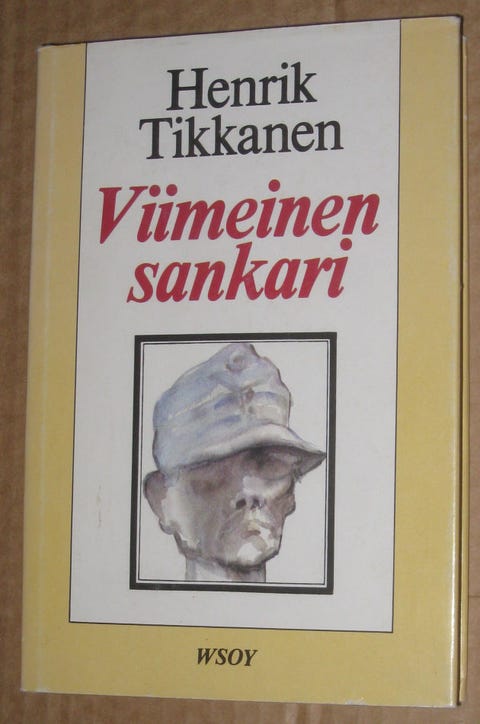 Henrik
Tikkanen
Viimeinen
sankari
WSOY